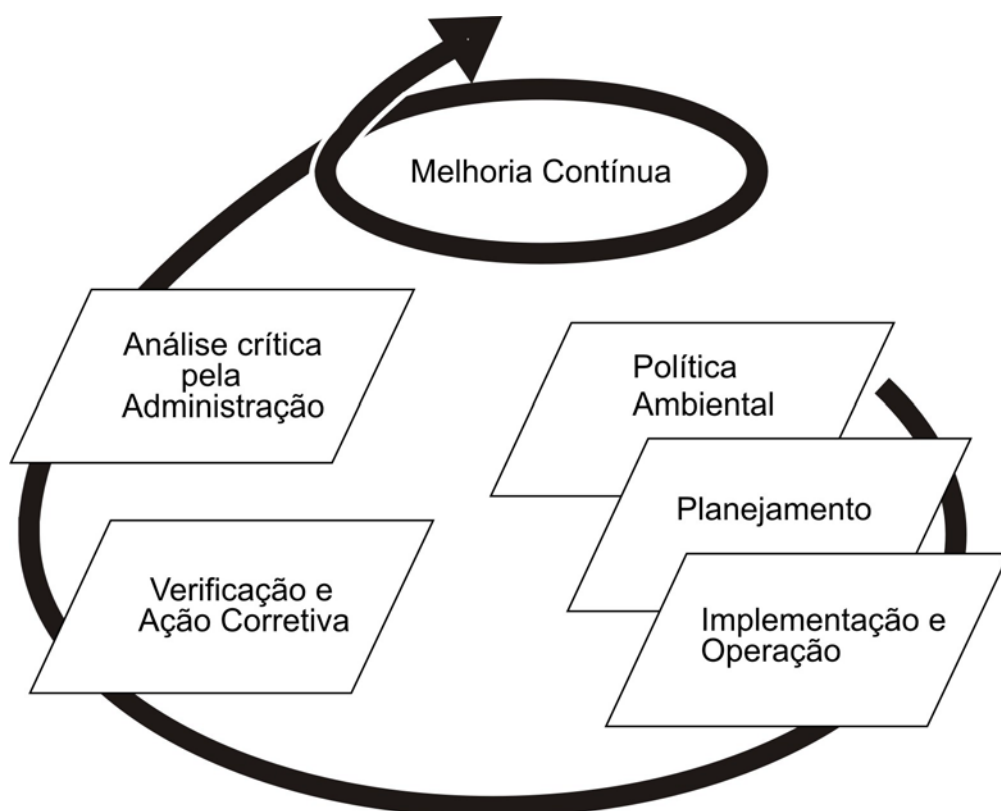 Melhoria Contínua
Análise crítica
pela
Administração
Política
Ambiental
Planejamento
Verificação e
Ação Corretiva
Implementação e
Operação